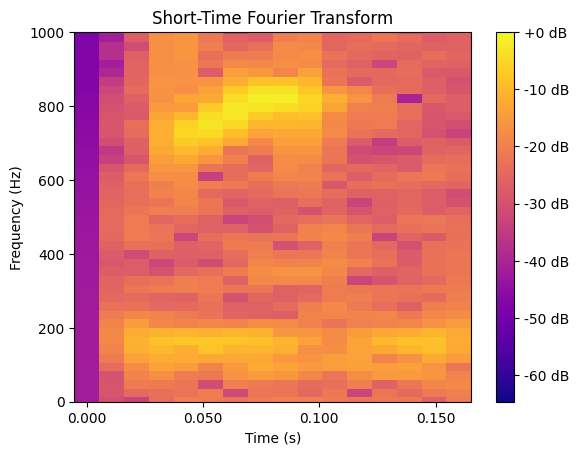 Short-Time Fourier Transform
1000
800
600
400
200
0
Frequency (Hz)
0.000
0.050
0.100
0.150
Time (s)
+0 dB
-10 dB
-20 dB
-30 dB
-40 dB
-50 dB
-60 dB